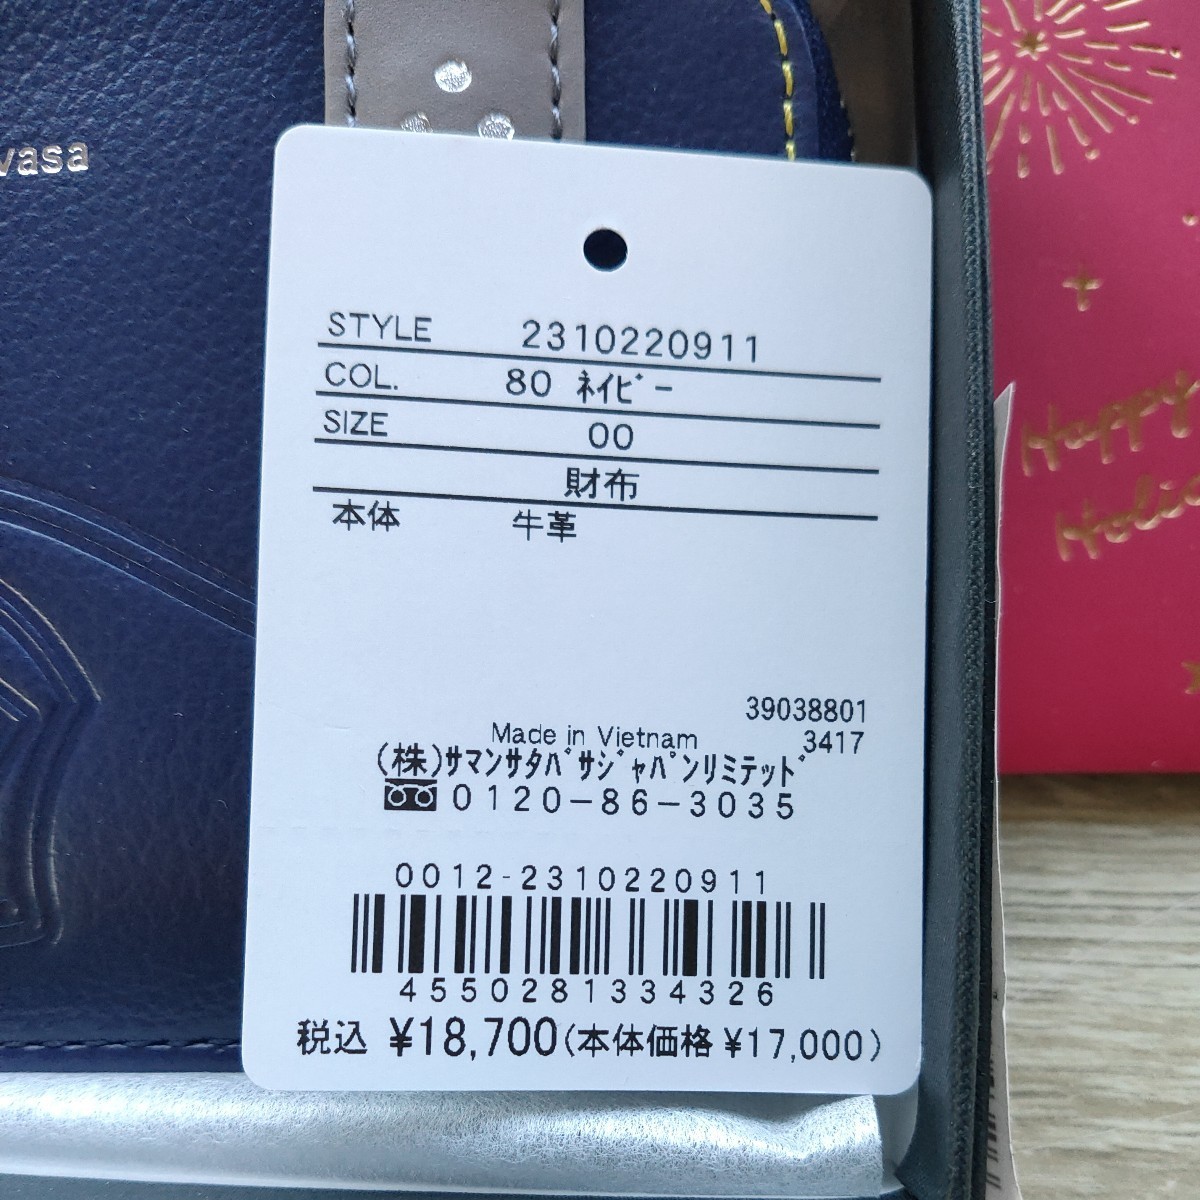 vasa
STYLE 2310220911
COL. 80 ﾈｲﾋﾞｰ
SIZE 00
財布
本体 牛革
39038801
Made in Vietnam 3417
(株)ｻﾏﾝｻﾀﾊﾞｻｼﾞｬﾊﾟﾝﾘﾐﾃｯﾄﾞ
0120-86-3035
0012-2310220911
4550281334326
税込 ¥18,700(本体価格 ¥17,000)
Happy